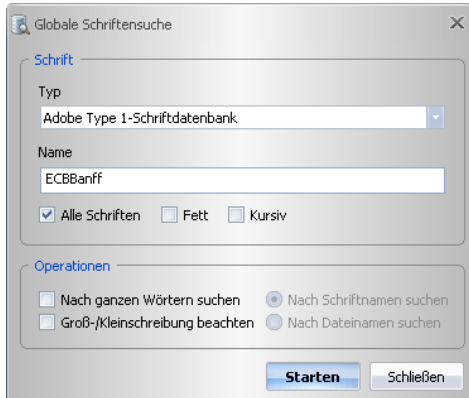 Globale Schriftensuche
Schrift
Typ
Adobe Type 1-Schriftdatenbank
Name
ECBBanff
Alle Schriften Fett Kursiv
Operationen
Nach ganzen Wörtern suchen Nach Schriftnamen suchen
Groß-/Kleinschreibung beachten Nach Dateinamen suchen
Starten Schließen